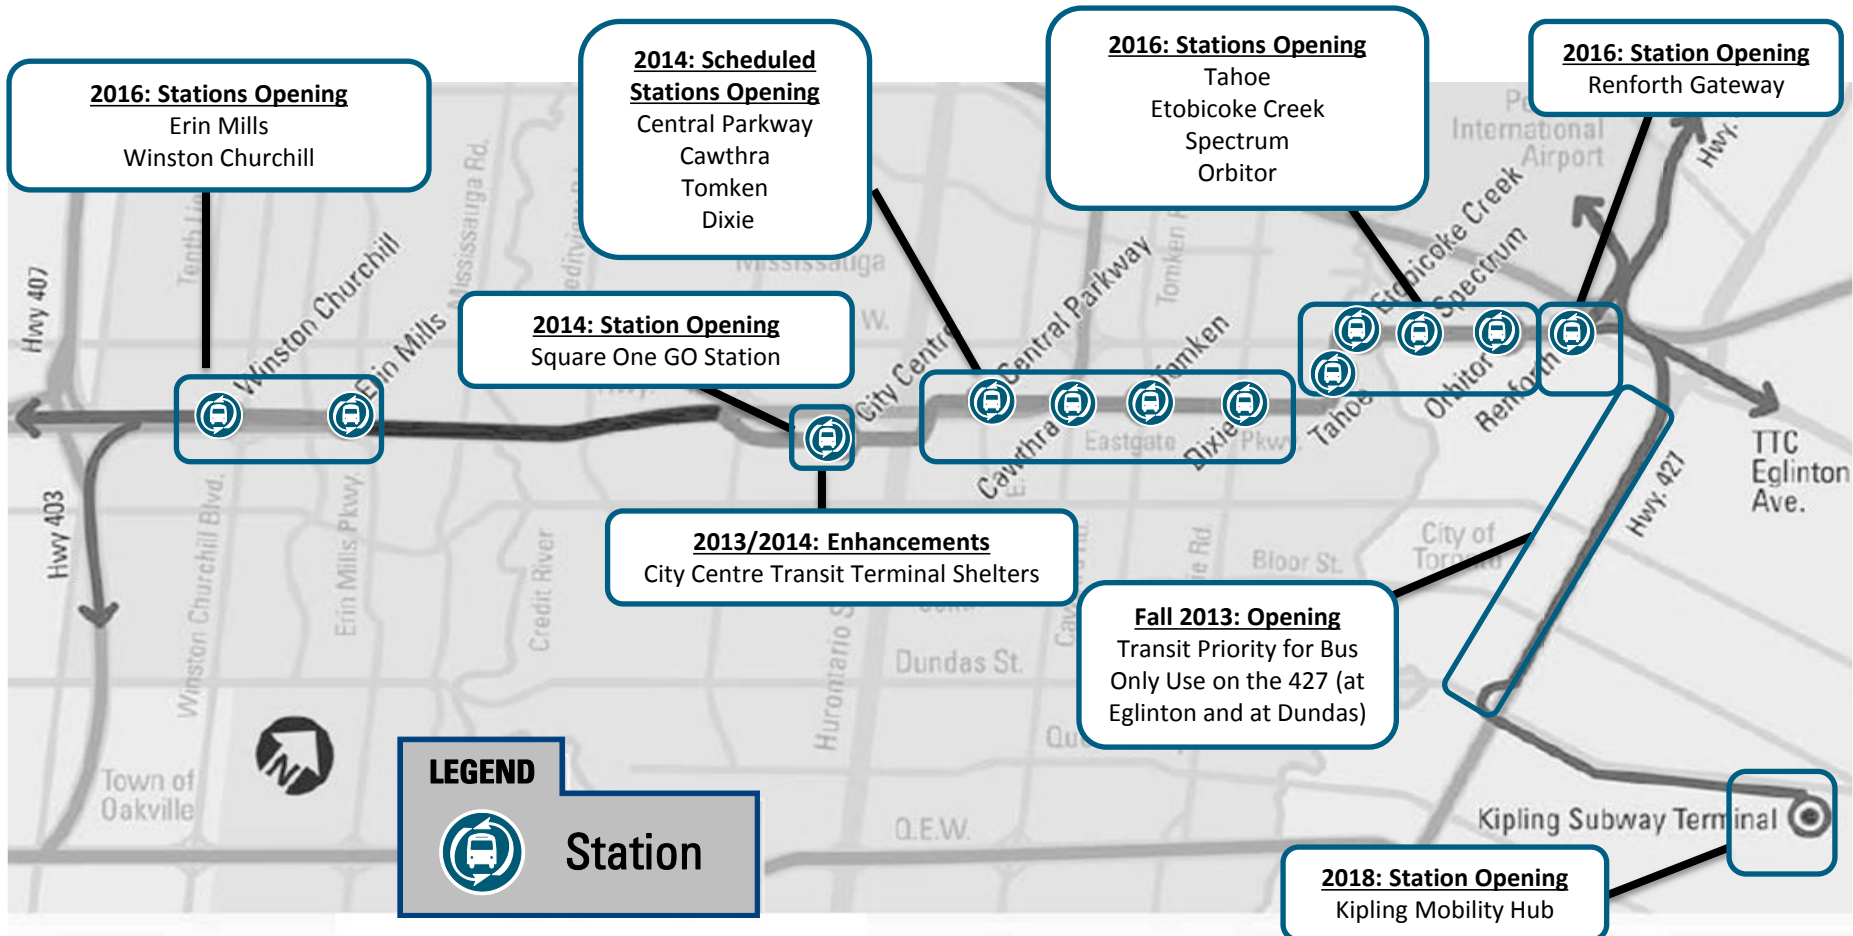 2016: Stations Opening
Erin Mills
Winston Churchill
2014: Scheduled
Stations Opening
Central Parkway
Cawthra
Tomken
Dixie
2016: Stations Opening
Tahoe
Etobicoke Creek
Spectrum
Orbitor
2016: Station Opening
Renforth Gateway
2014: Station Opening
Square One GO Station
2013/2014: Enhancements
City Centre Transit Terminal Shelters
Fall 2013: Opening
Transit Priority for Bus
Only Use on the 427 (at
Eglinton and at Dundas)
2018: Station Opening
Kipling Mobility Hub
International
Airport
Hwy.
Mississauga Rd.
Mississauga
W.
Hwy 407
Hwy 403
Winston Churchill
Erin Mills
City Centre
Central Parkway
Cawthra
Tomken
Dixie
Tahoe
Etobicoke Creek
Spectrum
Orbitor
Renforth
Eastgate
Pkwy.
TTC
Eglinton
Ave.
Hwy. 427
City of
Bloor St.
Winston Churchill Blvd.
Erin Mills Pkwy.
Credit River
Dundas St.
Town of
Oakville
N
Q.E.W.
Kipling Subway Terminal
LEGEND
Station